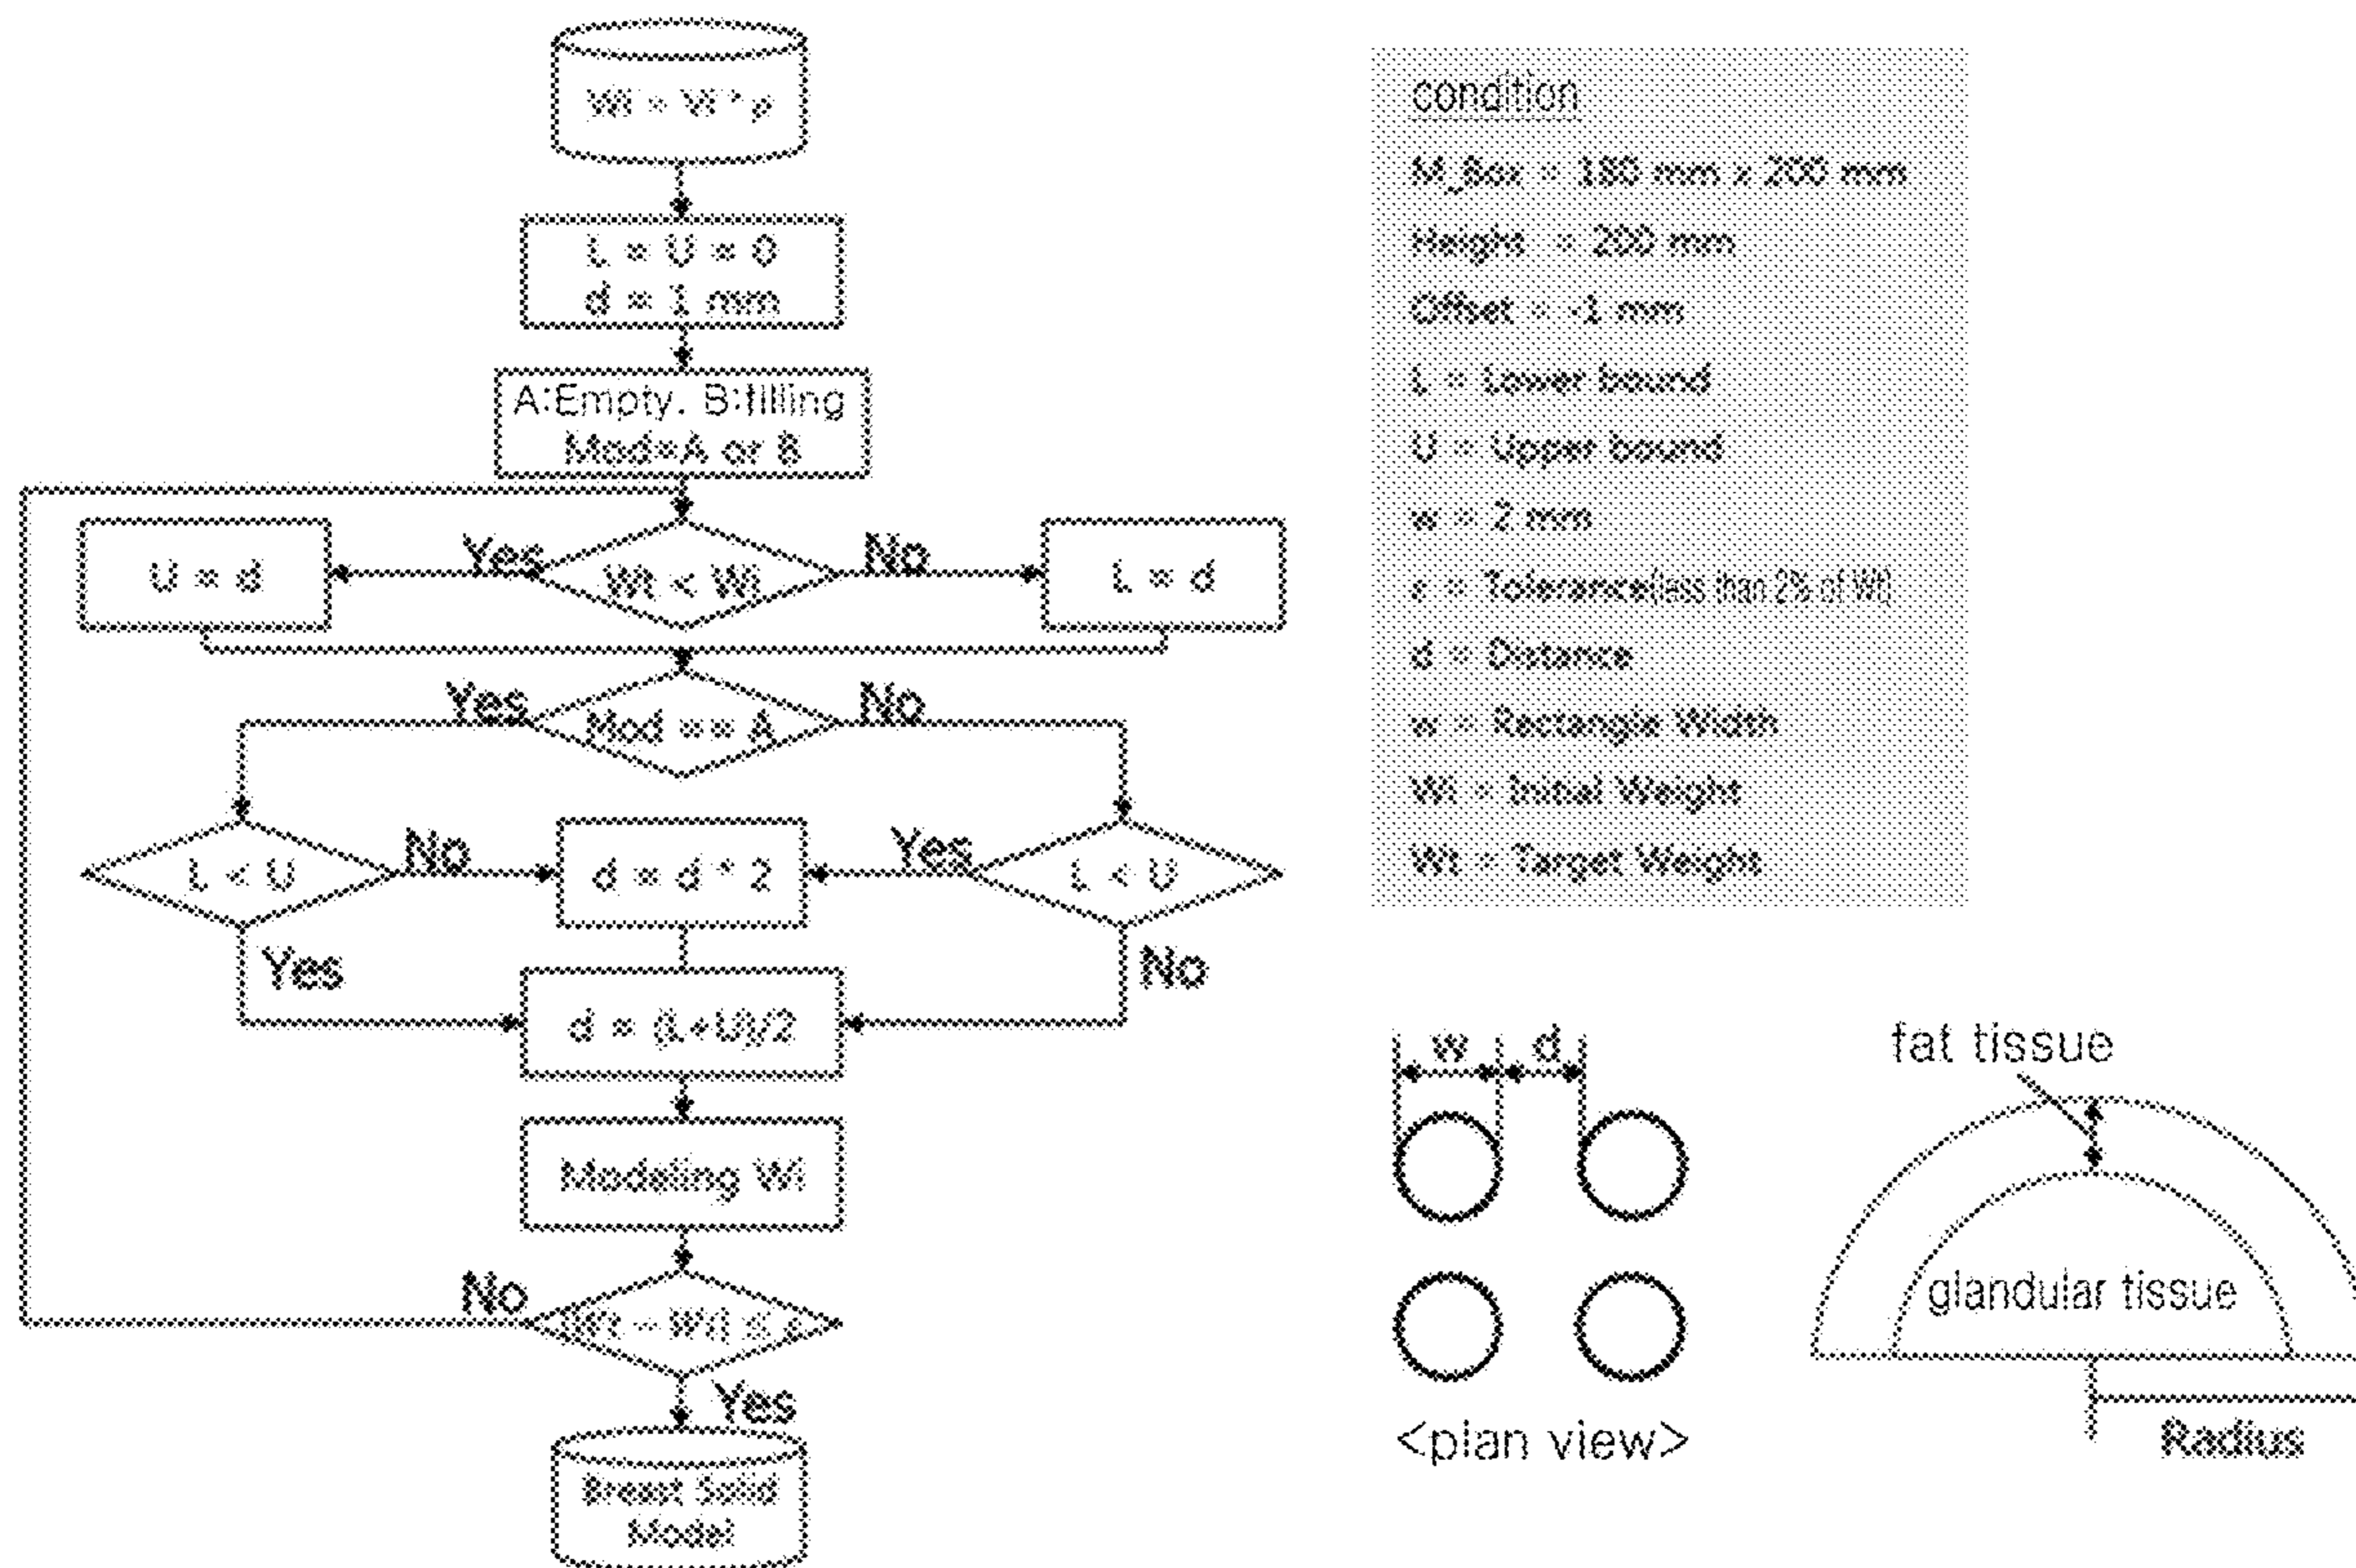 Wi = Vi * ρ
L = U = 0
d = 1 mm
A:Empty. B:filling
Mod=A or B
Yes
Wt < Wi
No
U = d
L = d
Yes
Mod == A
No
L < U
No
d = d * 2
Yes
L < U
Yes
No
d = (L+U)/2
Modeling Wi
No
Yes
Breast Solid
Model
condition
M_Box = 180 mm x 200 mm
Height = 200 mm
Offset = -1 mm
L = Lower bound
U = Upper bound
w = 2 mm
= Tolerance(less than 2% of Wt)
d = Distance
w = Rectangle Width
Wi = Initial Weight
Wt = Target Weight
w
d
<plan view>
fat tissue
glandular tissue
Radius